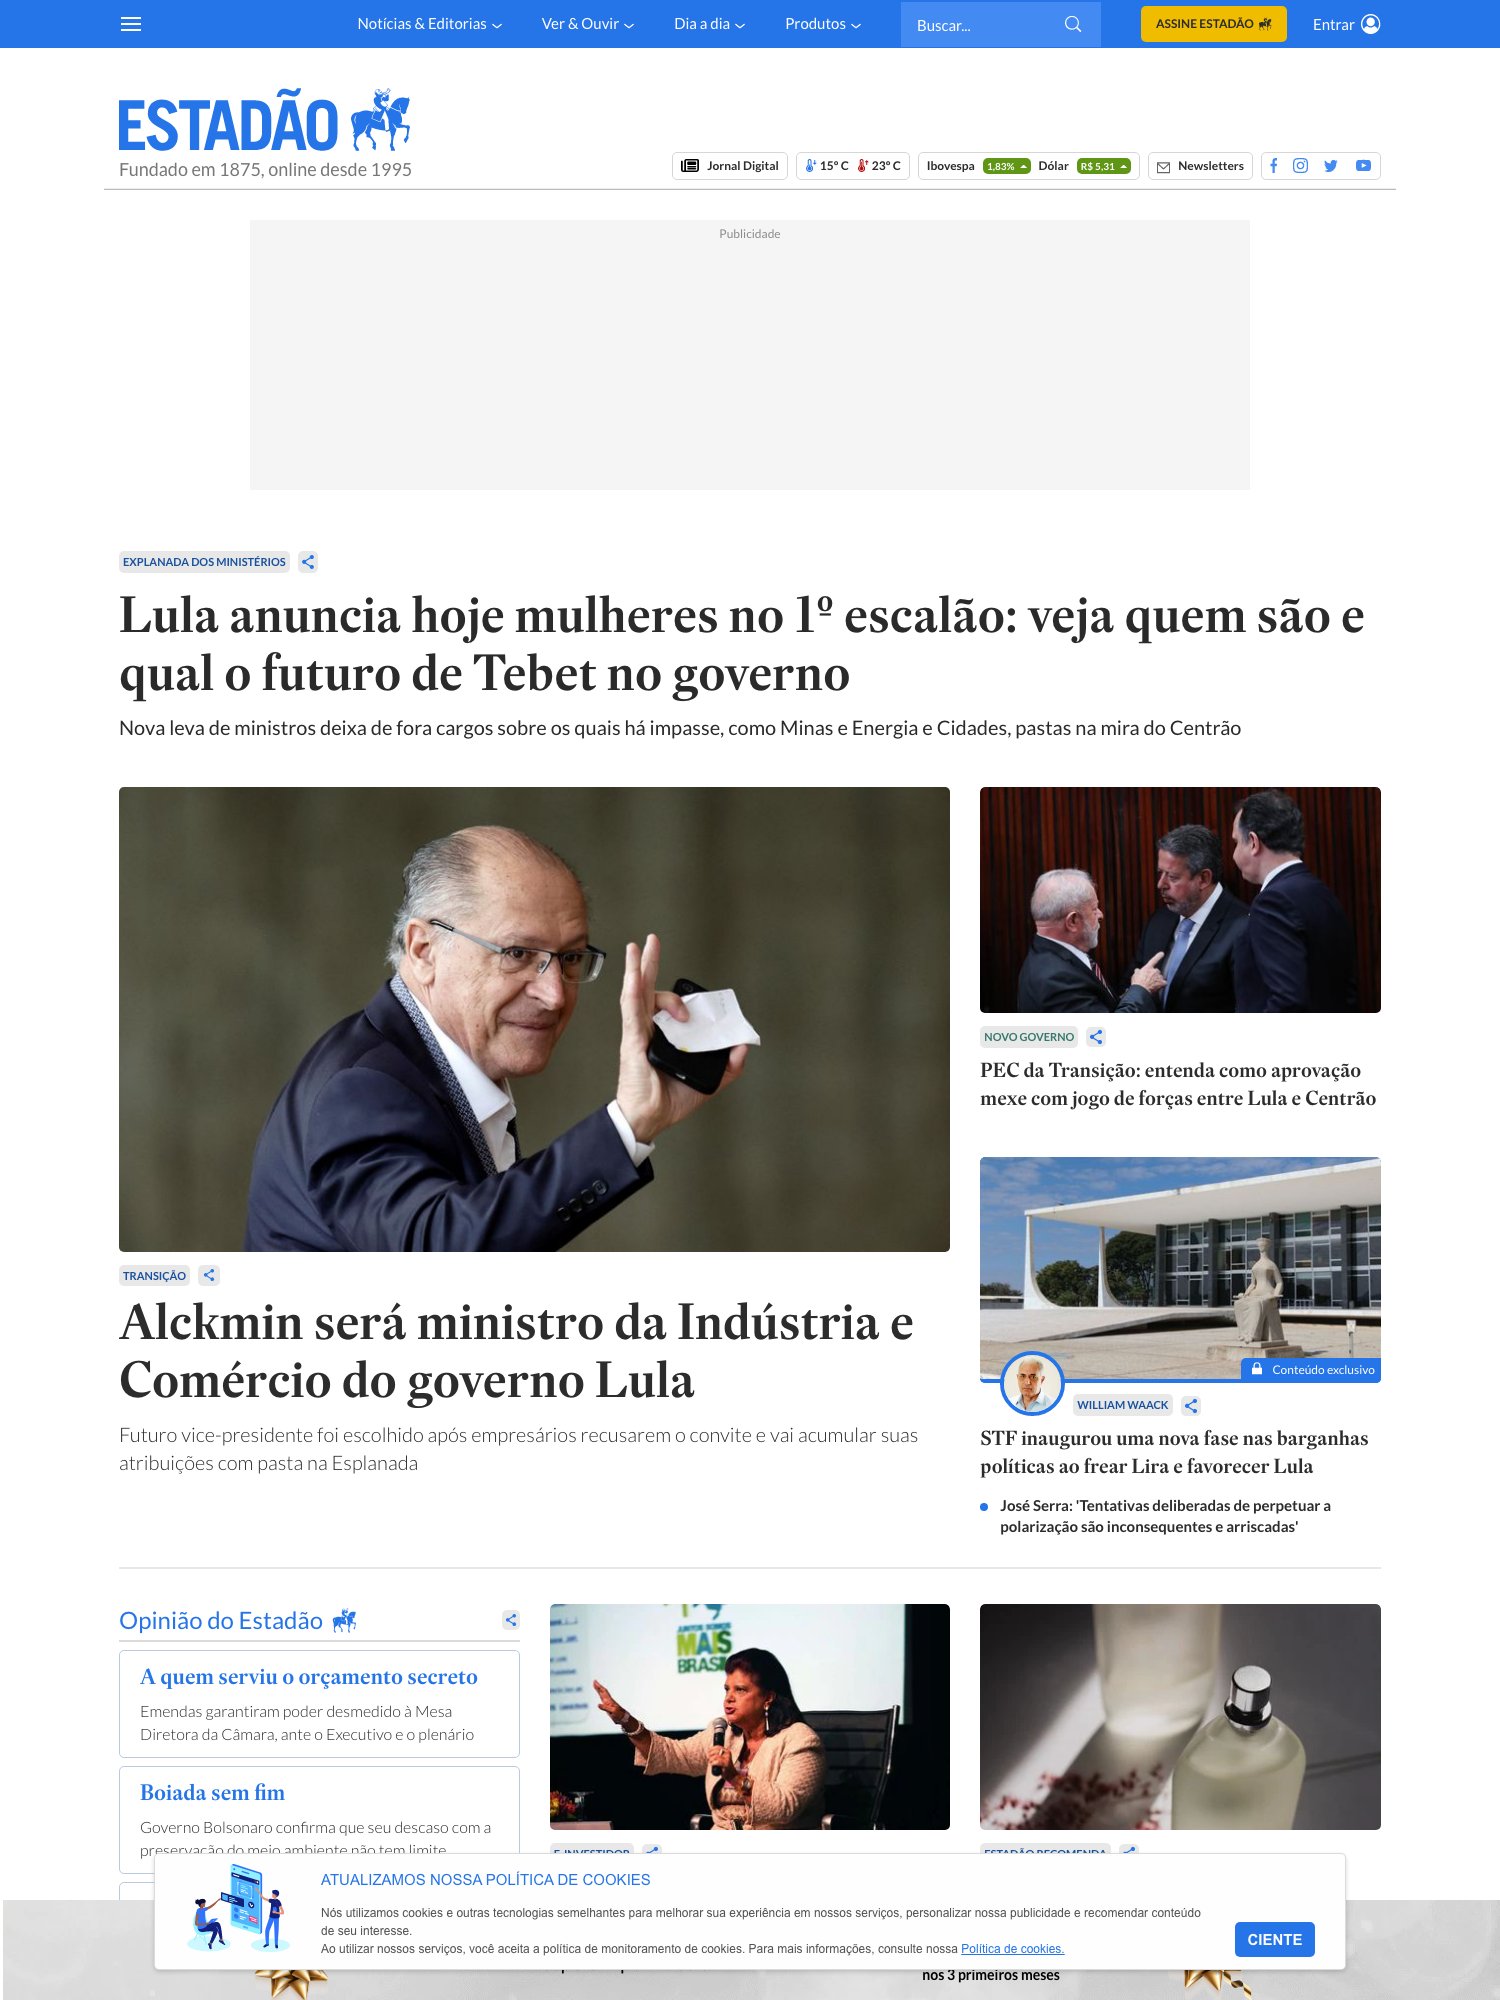 Notícias & Editorias
Ver & Ouvir
Dia a dia
Produtos
Buscar...
ASSINE ESTADÃO
Entrar
ESTADÃO
Fundado em 1875, online desde 1995
Jornal Digital
15º C 23º C
Ibovespa 1,83% Dólar R$ 5,31
Newsletters
Publicidade
EXPLANADA DOS MINISTÉRIOS
Lula anuncia hoje mulheres no 1º escalão: veja quem são e
qual o futuro de Tebet no governo
Nova leva de ministros deixa de fora cargos sobre os quais há impasse, como Minas e Energia e Cidades, pastas na mira do Centrão
TRANSIÇÃO
Alckmin será ministro da Indústria e
Comércio do governo Lula
Futuro vice-presidente foi escolhido após empresários recusarem o convite e vai acumular suas
atribuições com pasta na Esplanada
NOVO GOVERNO
PEC da Transição: entenda como aprovação
mexe com jogo de forças entre Lula e Centrão
Conteúdo exclusivo
WILLIAM WAACK
STF inaugurou uma nova fase nas barganhas
políticas ao frear Lira e favorecer Lula
José Serra: 'Tentativas deliberadas de perpetuar a
polarização são inconsequentes e arriscadas'
Opinião do Estadão
A quem serviu o orçamento secreto
Emendas garantiram poder desmedido à Mesa
Diretora da Câmara, ante o Executivo e o plenário
Boiada sem fim
Governo Bolsonaro confirma que seu descaso com a
preservação do meio ambiente não tem limite
JUNTOS SOMOS
MAIS
BRASIL
E-INVESTIDOR
ESTADÃO RECOMENDA
ATUALIZAMOS NOSSA POLÍTICA DE COOKIES
Nós utilizamos cookies e outras tecnologias semelhantes para melhorar sua experiência em nossos serviços, personalizar nossa publicidade e recomendar conteúdo
de seu interesse.
Ao utilizar nossos serviços, você aceita a política de monitoramento de cookies. Para mais informações, consulte nossa Política de cookies.
CIENTE
nos 3 primeiros meses